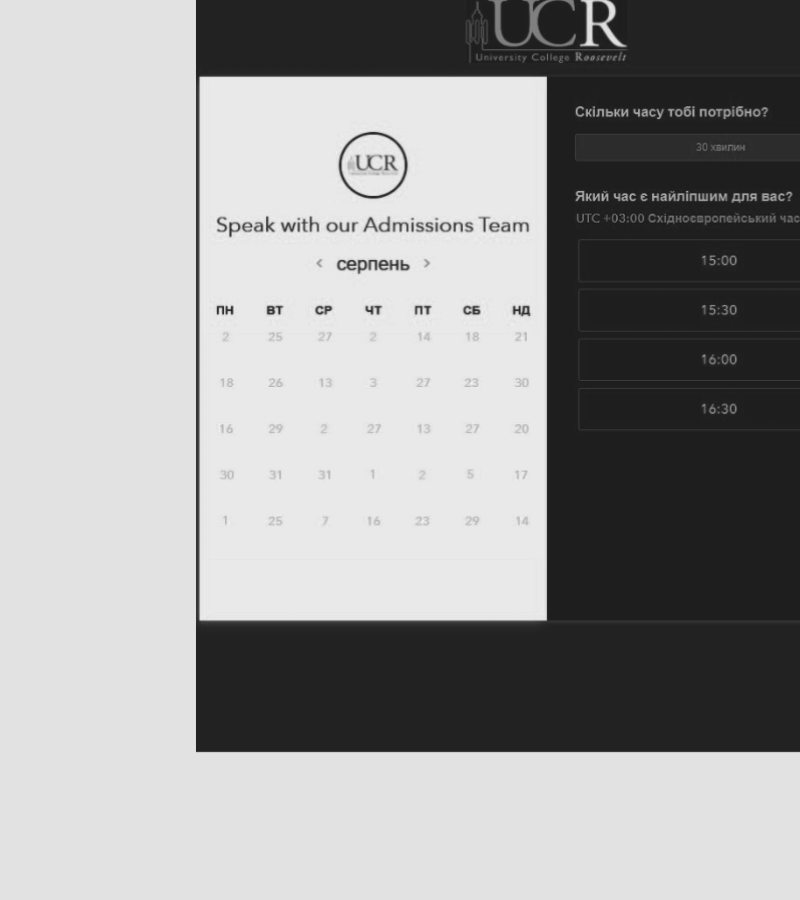 UCR
University College Roosevelt
UCR
Speak with our Admissions Team
< серпень >
ПН ВТ СР ЧТ ПТ СБ НД
2 25 27 2 14 18 21
18 26 13 3 27 23 30
16 29 2 27 13 27 20
30 31 31 1 2 5 17
1 25 7 16 23 29 14
Скільки часу тобі потрібно?
30 хвилин
Який час є найліпшим для вас?
UTC +03:00 Східноєвропейський час
15:00
15:30
16:00
16:30